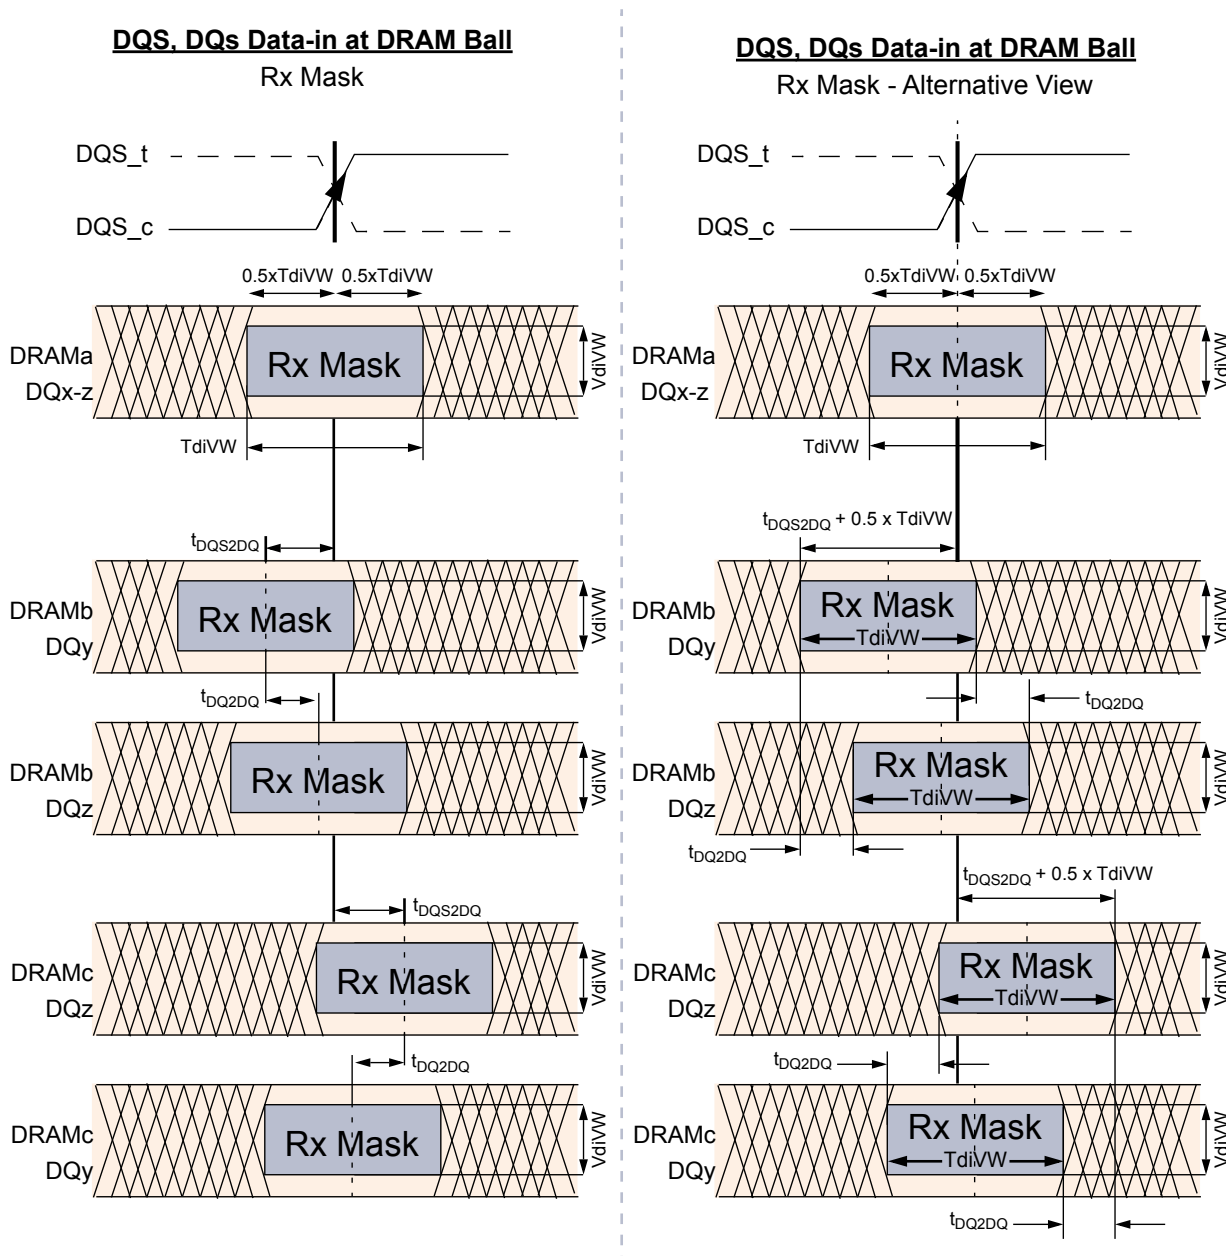 DQS, DQs Data-in at DRAM Ball
Rx Mask
DQS_t
DQS_c
0.5xTdiVW 0.5xTdiVW
DRAMa
DQx-z
Rx Mask
VdiVW
TdiVW
tDQS2DQ
DRAMb
DQy
Rx Mask
VdiVW
tDQ2DQ
DRAMb
DQz
Rx Mask
VdiVW
tDQS2DQ
DRAMc
DQz
Rx Mask
VdiVW
tDQ2DQ
DRAMc
DQy
Rx Mask
VdiVW
DQS, DQs Data-in at DRAM Ball
Rx Mask - Alternative View
DQS_t
DQS_c
0.5xTdiVW 0.5xTdiVW
DRAMa
DQx-z
Rx Mask
VdiVW
TdiVW
tDQS2DQ + 0.5 x TdiVW
DRAMb
DQy
Rx Mask
TdiVW
VdiVW
tDQ2DQ
DRAMb
DQz
Rx Mask
TdiVW
VdiVW
tDQ2DQ
tDQS2DQ + 0.5 x TdiVW
DRAMc
DQz
Rx Mask
TdiVW
VdiVW
tDQ2DQ
DRAMc
DQy
Rx Mask
TdiVW
VdiVW
tDQ2DQ